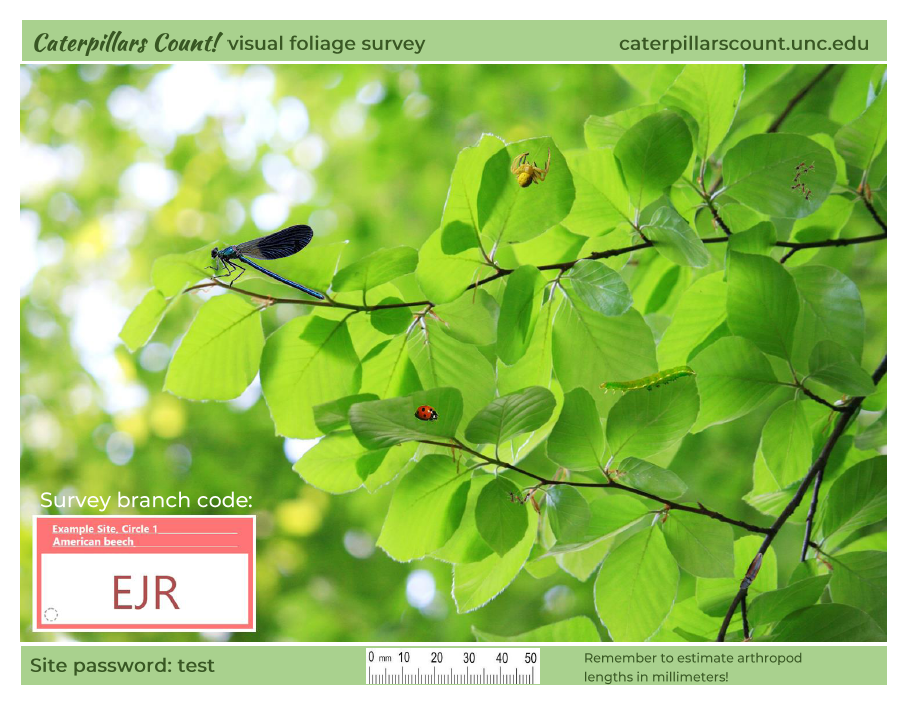 Caterpillars Count! visual foliage survey
caterpillarscount.unc.edu
Survey branch code:
Example Site, Circle 1
American beech
EJR
Site password: test
0 mm 10 20 30 40 50
Remember to estimate arthropod
lengths in millimeters!